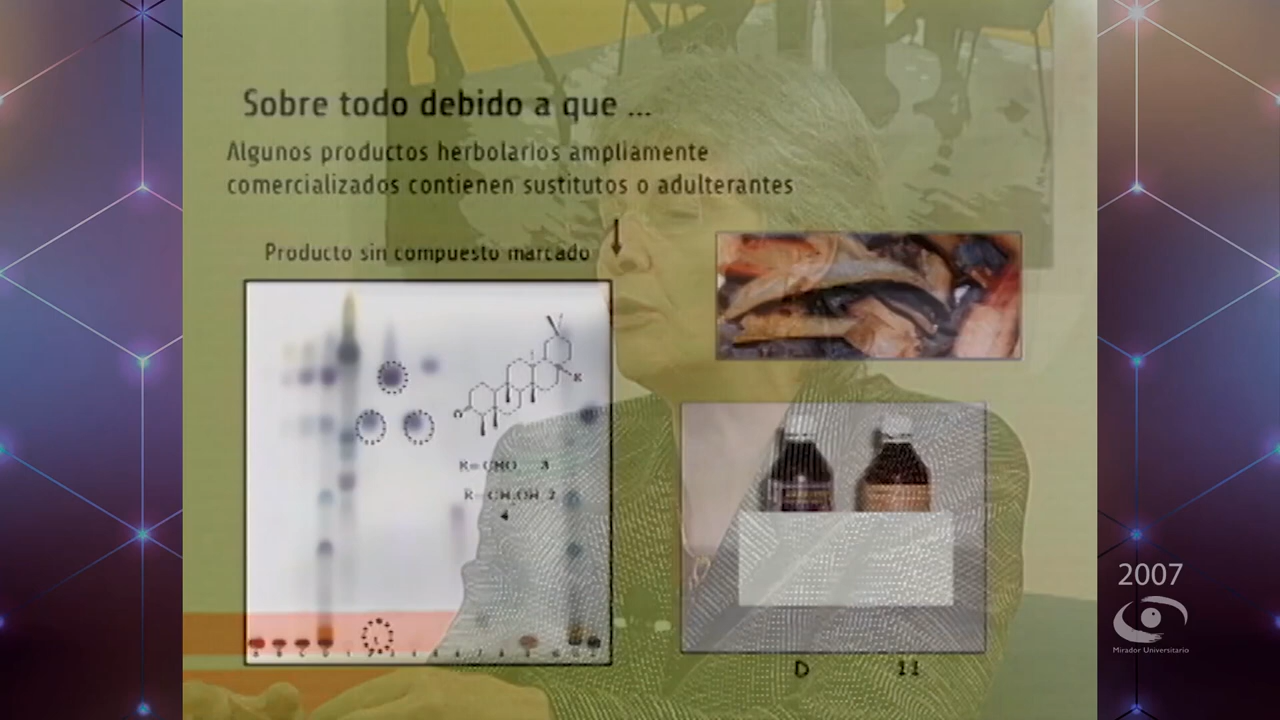 Sobre todo debido a que ...
Algunos productos herbolarios ampliamente
comercializados contienen sustitutos o adulterantes
Producto sin compuesto marcado
R
O
R=CHO 3
R=CH2OH 2
4
D 11
2007
Mirador Universitario